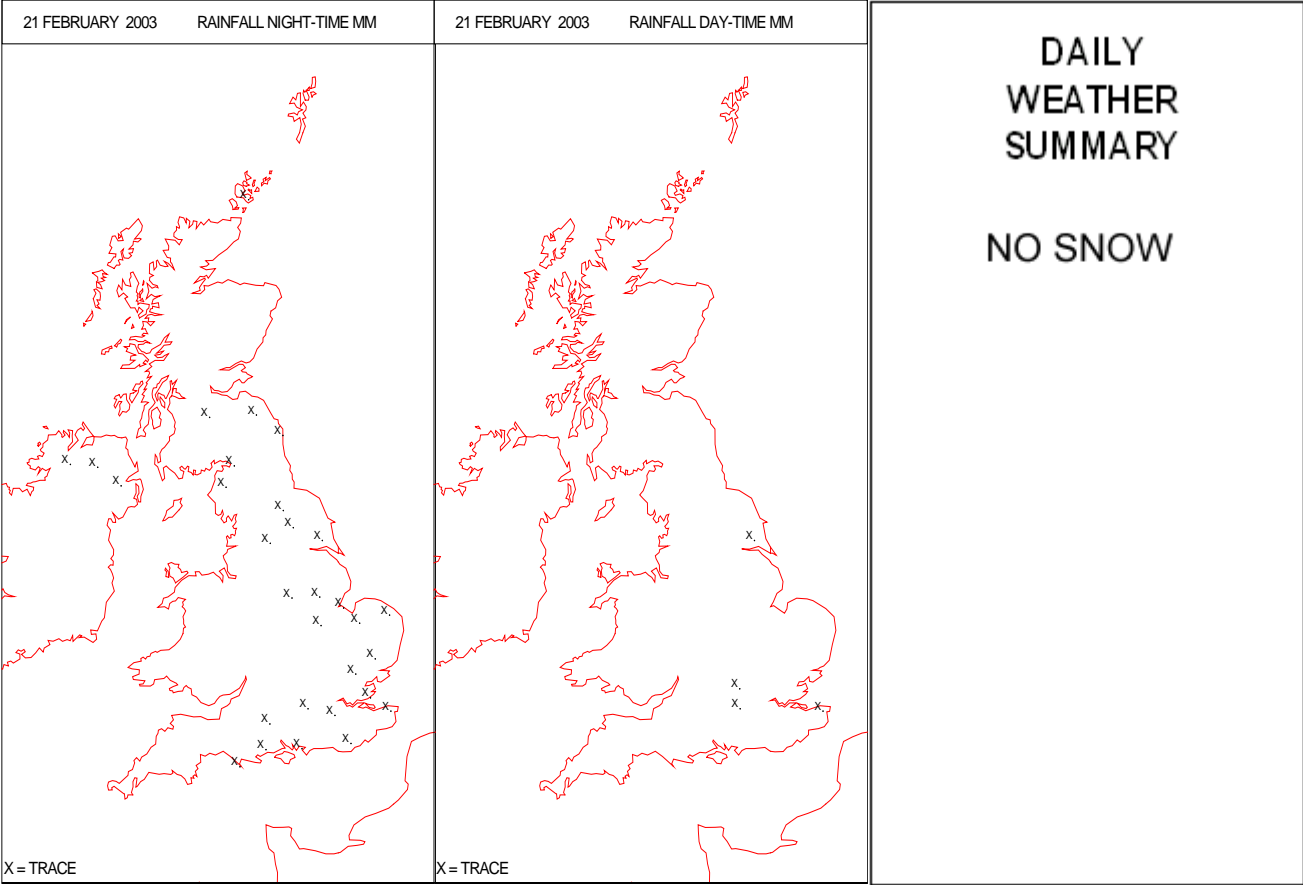 21 FEBRUARY 2003 RAINFALL NIGHT-TIME MM
X
X. X.
X.
X. X. X.
X. X.
X.
X.
X. X.
X. X.
X. X.
X. X.
X.
X.
X.
X. X.
X.
X.
X.
X. X.
X.
X = TRACE
21 FEBRUARY 2003 RAINFALL DAY-TIME MM
X.
X.
X. X.
X = TRACE
DAILY
WEATHER
SUMMARY
NO SNOW